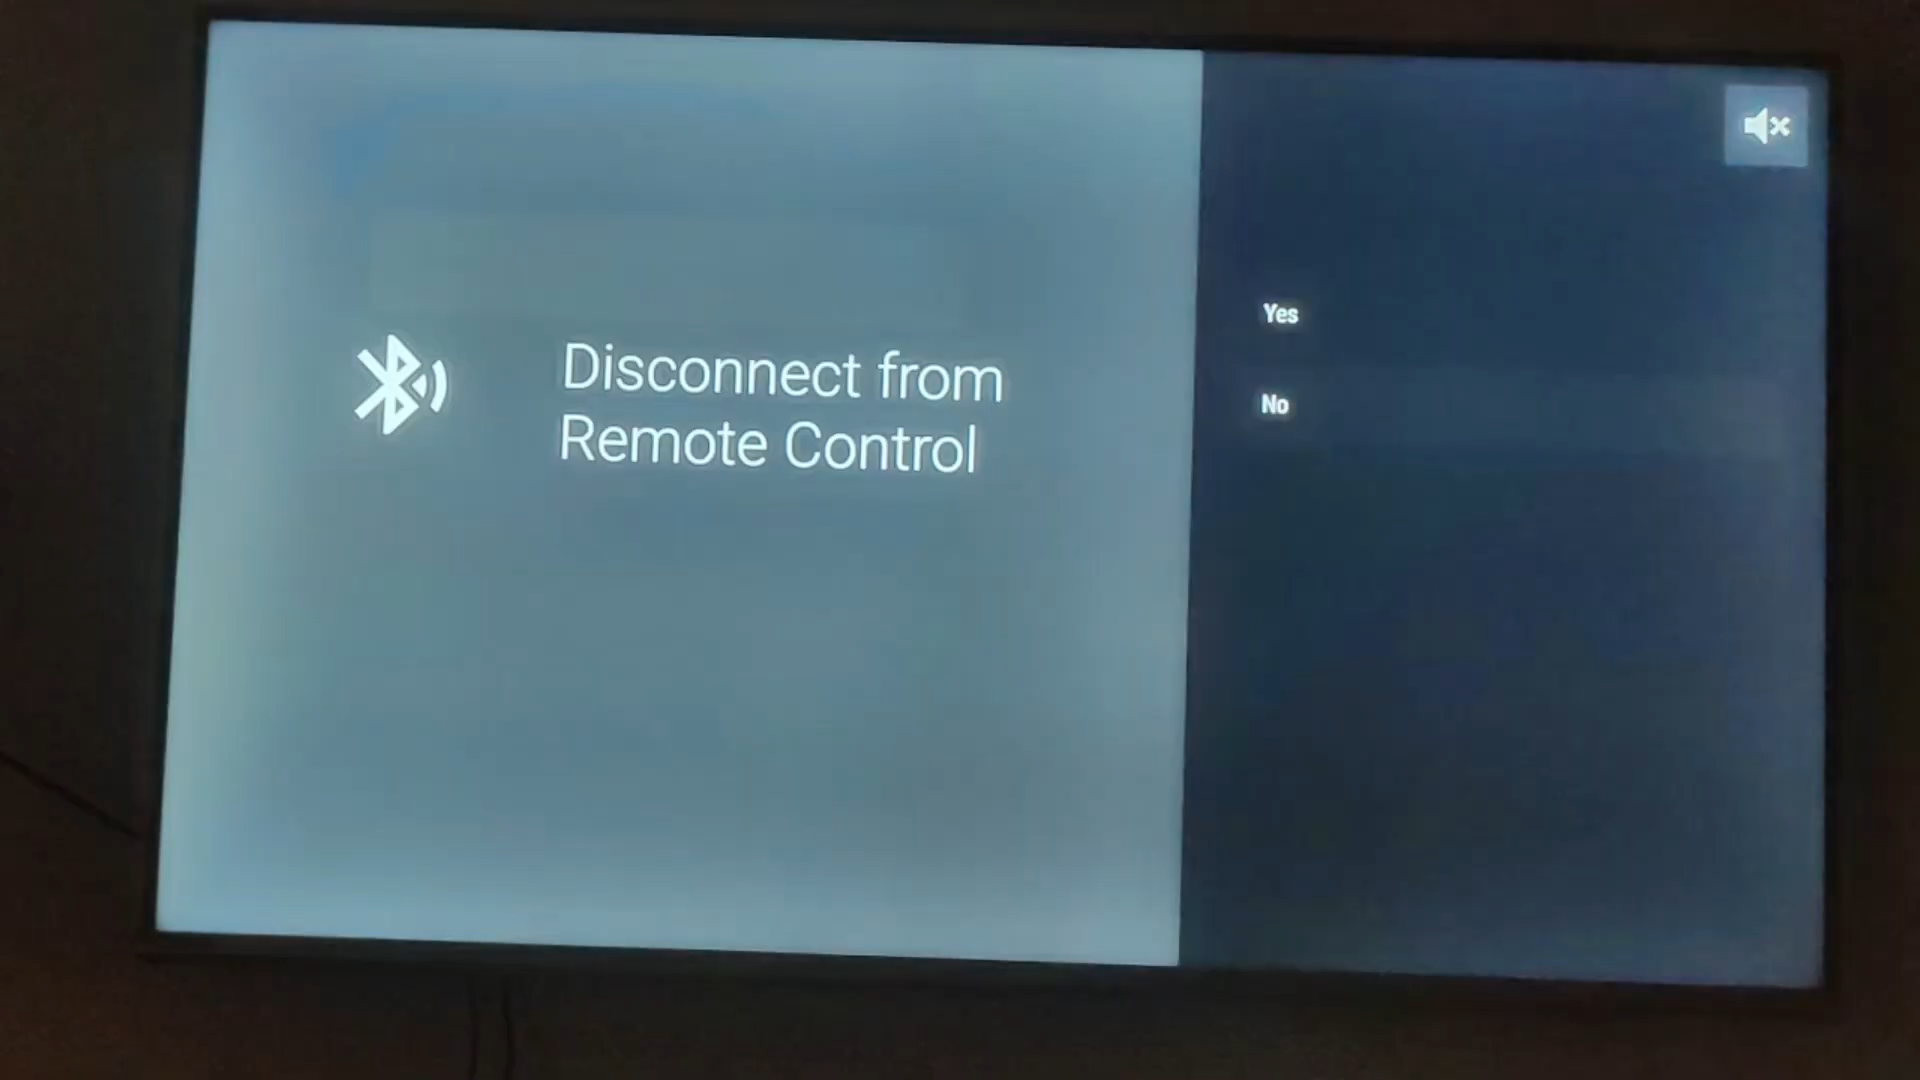 Disconnect from
Remote Control
Yes
No